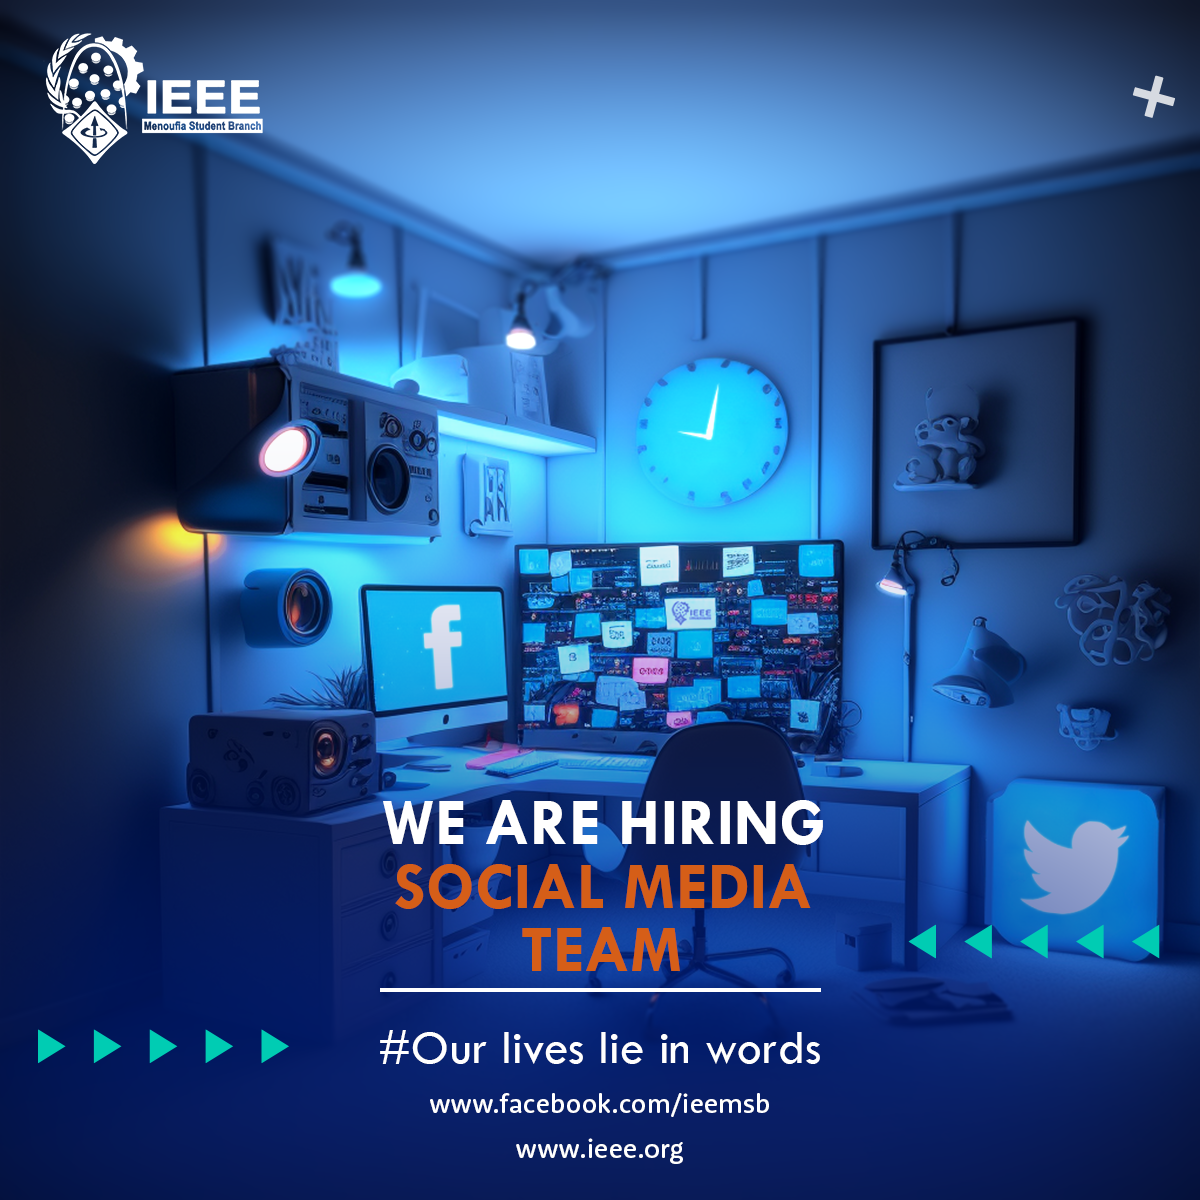 IEEE
Menoufia Student Branch
IEEE
WE ARE HIRING
SOCIAL MEDIA
TEAM
#Our lives lie in words
www.facebook.com/ieemsb
www.ieee.org